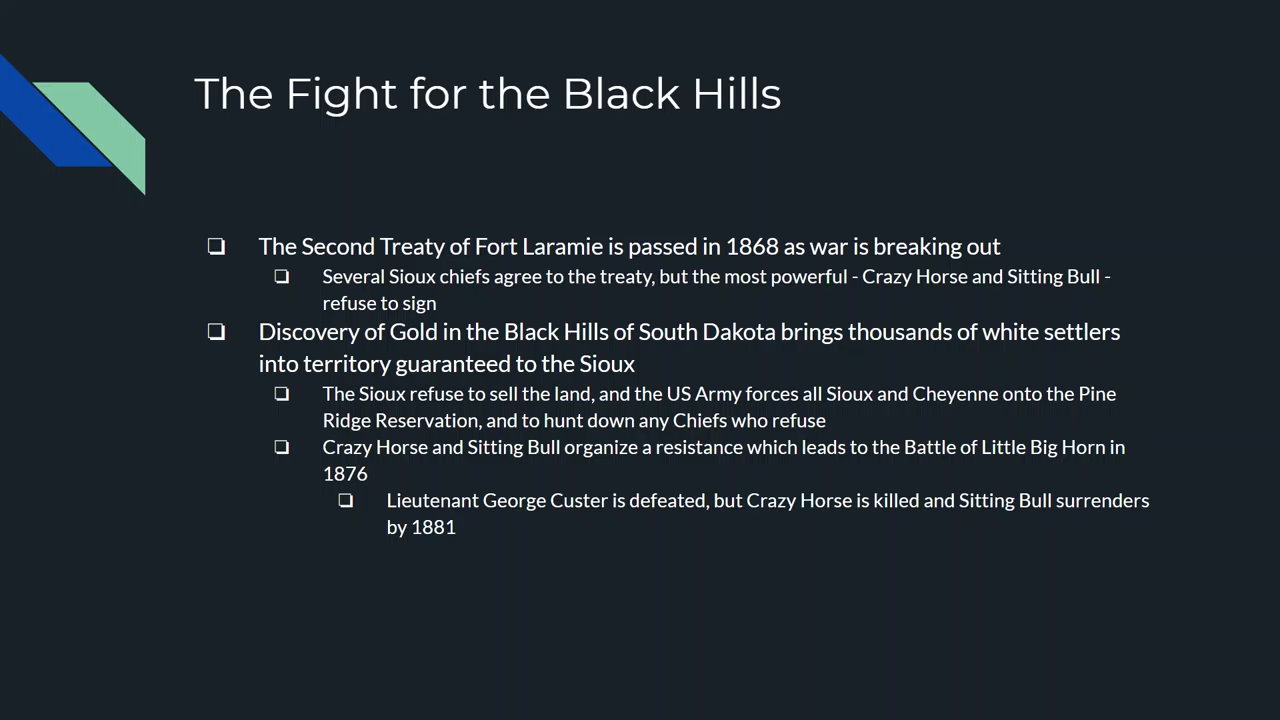 The Fight for the Black Hills
❏ The Second Treaty of Fort Laramie is passed in 1868 as war is breaking out
❏ Several Sioux chiefs agree to the treaty, but the most powerful - Crazy Horse and Sitting Bull -
refuse to sign
❏ Discovery of Gold in the Black Hills of South Dakota brings thousands of white settlers
into territory guaranteed to the Sioux
❏ The Sioux refuse to sell the land, and the US Army forces all Sioux and Cheyenne onto the Pine
Ridge Reservation, and to hunt down any Chiefs who refuse
❏ Crazy Horse and Sitting Bull organize a resistance which leads to the Battle of Little Big Horn in
1876
❏ Lieutenant George Custer is defeated, but Crazy Horse is killed and Sitting Bull surrenders
by 1881